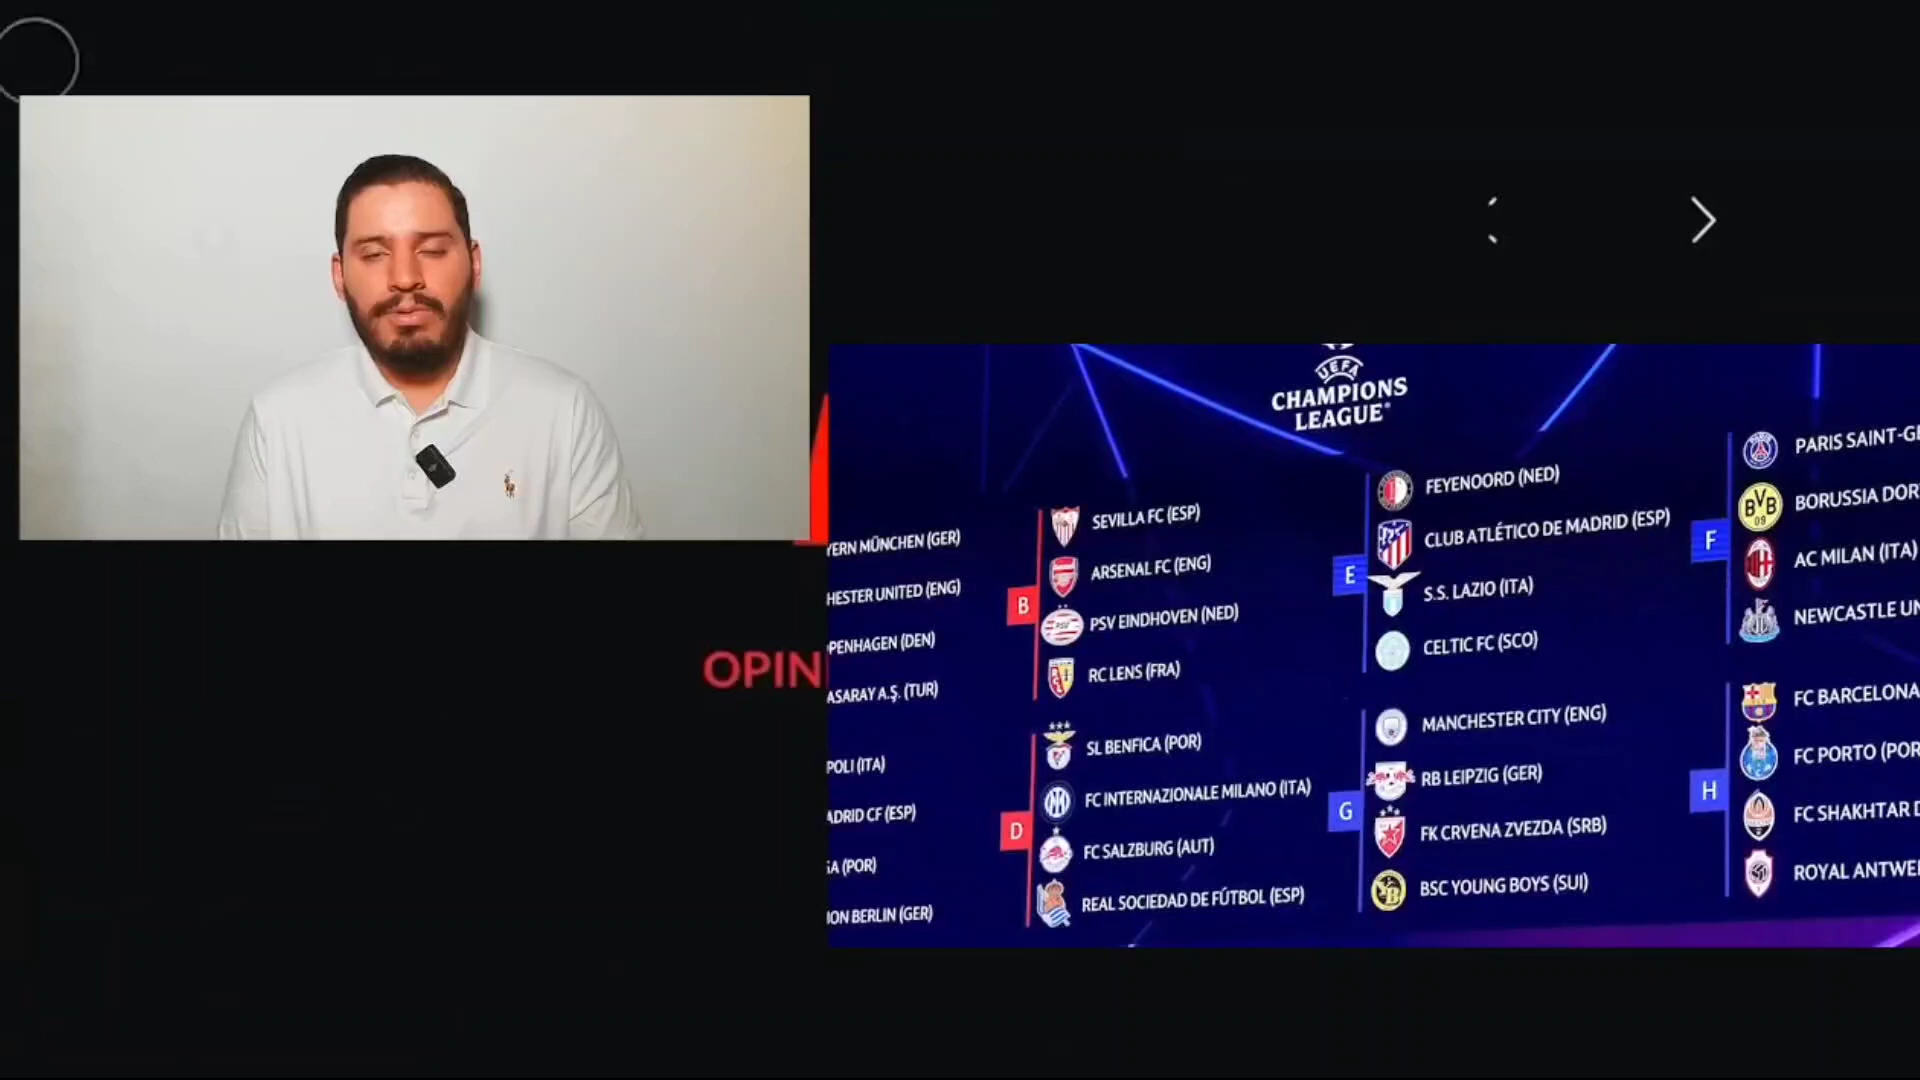 OPIN
UEFA
CHAMPIONS
LEAGUE
YERN MÜNCHEN (GER)
HESTER UNITED (ENG)
PENHAGEN (DEN)
ASARAY A.Ş. (TUR)
B
SEVILLA FC (ESP)
ARSENAL FC (ENG)
PSV EINDHOVEN (NED)
RC LENS (FRA)
E
FEYENOORD (NED)
CLUB ATLÉTICO DE MADRID (ESP)
S.S. LAZIO (ITA)
CELTIC FC (SCO)
F
PARIS SAINT-GE
BORUSSIA DOR
BVB
09
AC MILAN (ITA)
NEWCASTLE UN
POLI (ITA)
ADRID CF (ESP)
GA (POR)
ION BERLIN (GER)
D
SL BENFICA (POR)
FC INTERNAZIONALE MILANO (ITA)
FC SALZBURG (AUT)
REAL SOCIEDAD DE FÚTBOL (ESP)
G
MANCHESTER CITY (ENG)
RB LEIPZIG (GER)
FK CRVENA ZVEZDA (SRB)
BSC YOUNG BOYS (SUI)
H
FC BARCELONA
FC PORTO (POR
FC SHAKHTAR D
ROYAL ANTWE